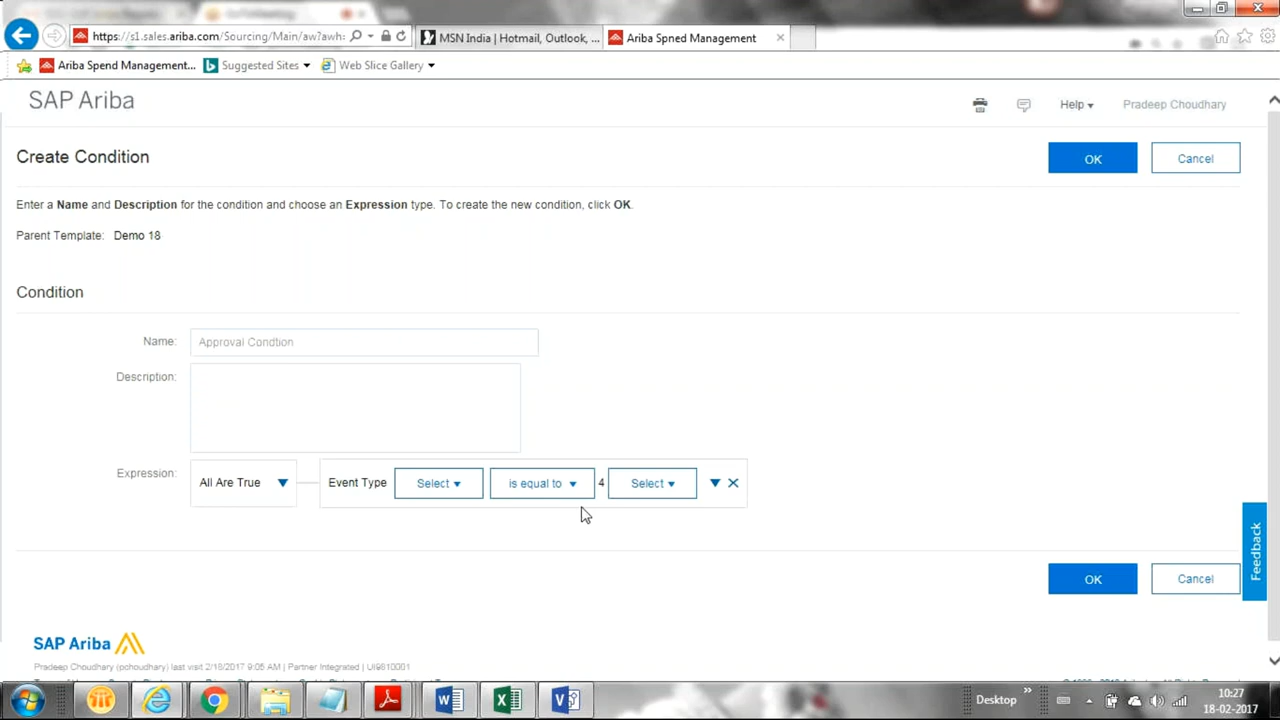 https://s1.sales.ariba.com/Sourcing/Main/aw?awh:
MSN India | Hotmail, Outlook, ...
Ariba Spned Management
Ariba Spend Management...
Suggested Sites
Web Slice Gallery
SAP Ariba
Help
Pradeep Choudhary
Create Condition
OK
Cancel
Enter a Name and Description for the condition and choose an Expression type. To create the new condition, click OK.
Parent Template: Demo 18
Condition
Name: Approval Condtion
Description:
Expression: All Are True Event Type Select is equal to 4 Select
Feedback
OK
Cancel
SAP Ariba
Pradeep Choudhary (pchoudhary) last visit 2/18/2017 9:05 AM | Partner Integrated | UI9810001
Desktop
10:27
18-02-2017